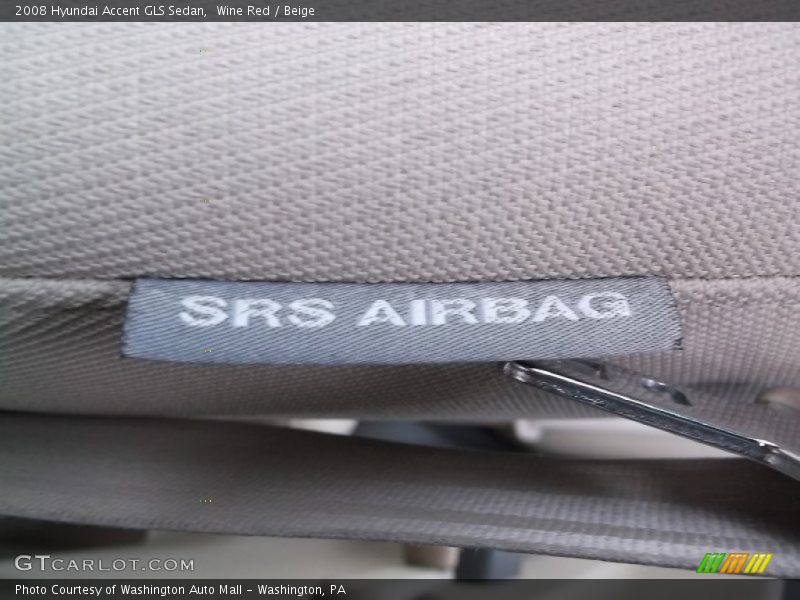 2008 Hyundai Accent GLS Sedan,  Wine Red / Beige
SRS AIRBAG
GTCARLOT.COM
Photo Courtesy of Washington Auto Mall - Washington, PA